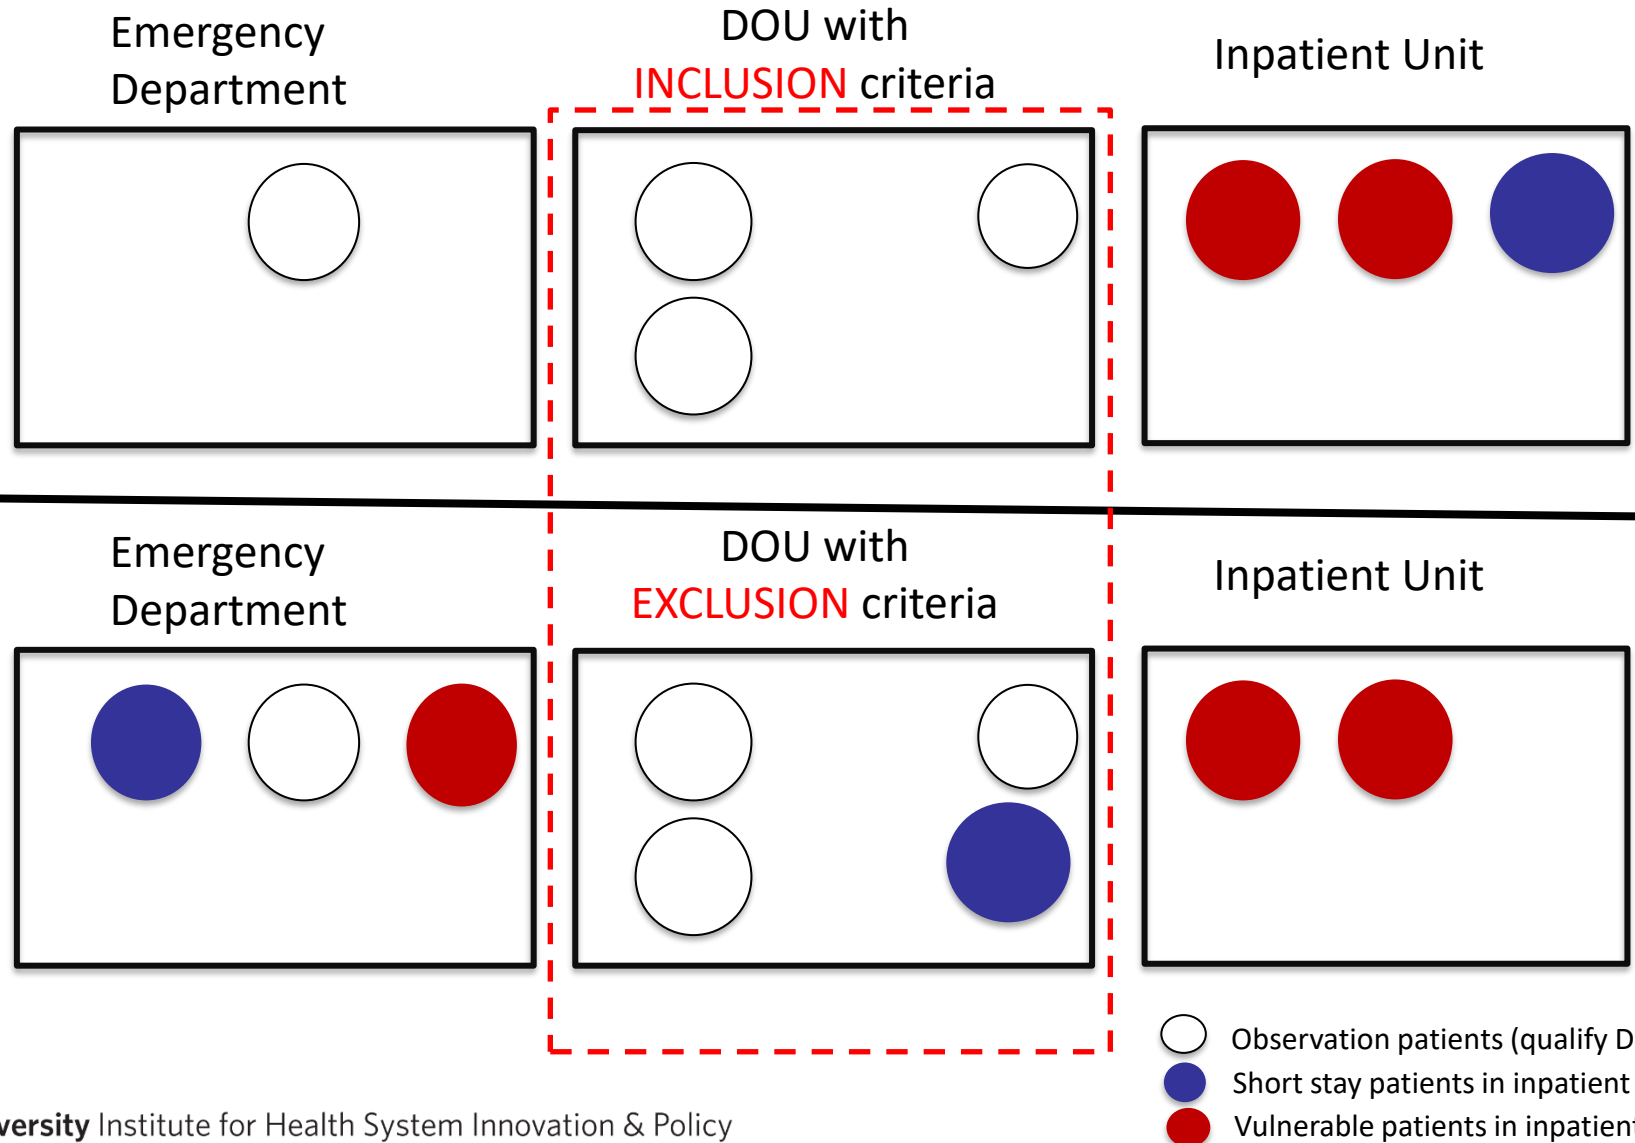 Emergency
Department
DOU with
INCLUSION criteria
Inpatient Unit
Emergency
Department
DOU with
EXCLUSION criteria
Inpatient Unit
Observation patients (qualify D
Short stay patients in inpatient
Vulnerable patients in inpatient
versity Institute for Health System Innovation & Policy